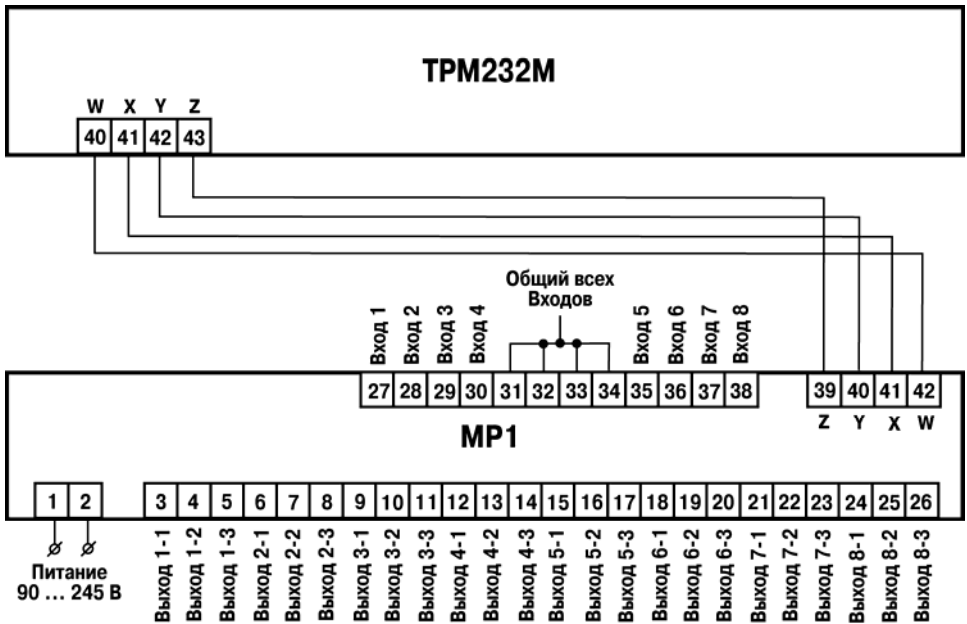 ТРМ232М
W X Y Z
40 41 42 43
Общий всех
Входов
Вход 1
Вход 2
Вход 3
Вход 4
Вход 5
Вход 6
Вход 7
Вход 8
27 28 29 30 31 32 33 34 35 36 37 38
39 40 41 42
Z Y X W
МР1
1 2
3 4 5 6 7 8 9 10 11 12 13 14 15 16 17 18 19 20 21 22 23 24 25 26
Питание
90 ... 245 В
Выход 1-1
Выход 1-2
Выход 1-3
Выход 2-1
Выход 2-2
Выход 2-3
Выход 3-1
Выход 3-2
Выход 3-3
Выход 4-1
Выход 4-2
Выход 4-3
Выход 5-1
Выход 5-2
Выход 5-3
Выход 6-1
Выход 6-2
Выход 6-3
Выход 7-1
Выход 7-2
Выход 7-3
Выход 8-1
Выход 8-2
Выход 8-3